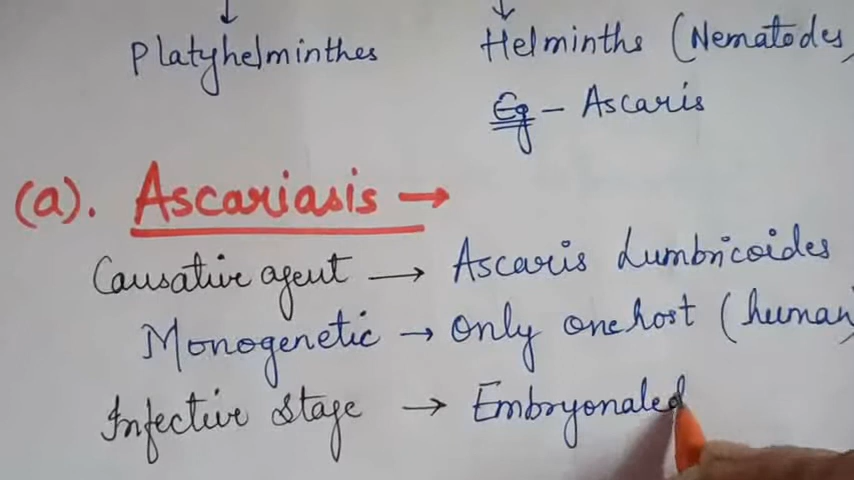 Platyhelminthes Helminths (Nematodes)
Eg - Ascaris
(a). Ascariasis →
Causative agent → Ascaris Lumbricoides
Monogenetic → Only one host (human)
Infective stage → Embryonated